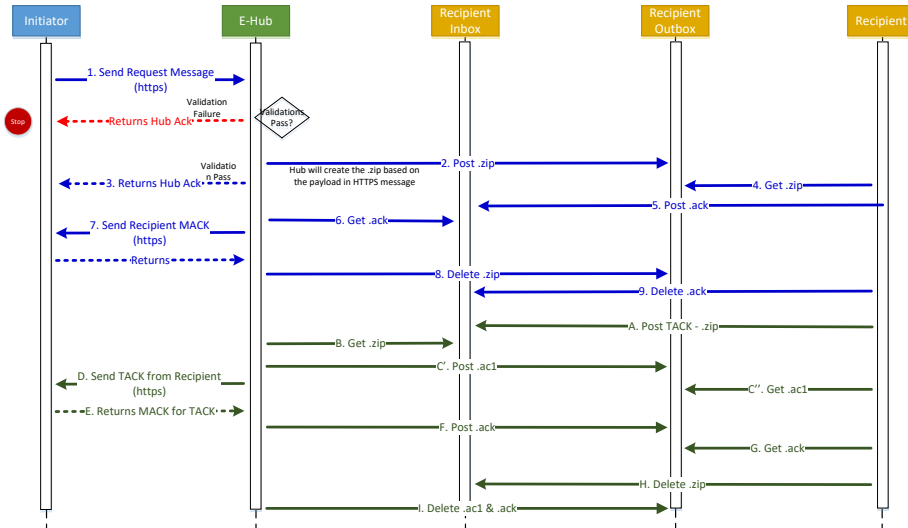 Initiator
E-Hub
Recipient
Inbox
Recipient
Outbox
Recipient
1. Send Request Message
(https)
Validation
Failure
Validations
Pass?
Stop
Returns Hub Ack
2. Post .zip
Validatio
n Pass
Hub will create the .zip based on
the payload in HTTPS message
3. Returns Hub Ack
4. Get .zip
5. Post .ack
6. Get .ack
7. Send Recipient MACK
(https)
Returns
8. Delete .zip
9. Delete .ack
A. Post TACK - .zip
B. Get .zip
C'. Post .ac1
D. Send TACK from Recipient
(https)
C''. Get .ac1
E. Returns MACK for TACK
F. Post .ack
G. Get .ack
H. Delete .zip
I. Delete .ac1 & .ack